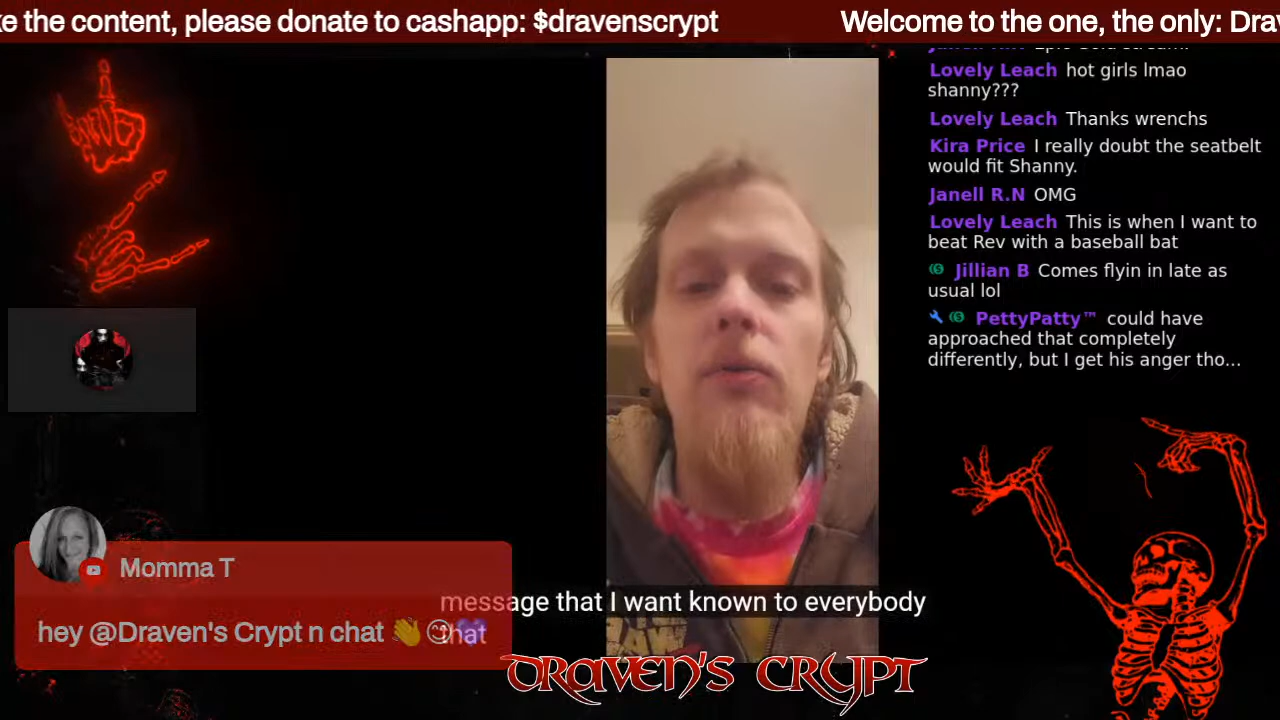 ke the content, please donate to cashapp: $dravenscrypt
Welcome to the one, the only: Drav
Lovely Leach hot girls lmao
shanny???
Lovely Leach Thanks wrenchs
Kira Price I really doubt the seatbelt
would fit Shanny.
Janell R.N OMG
Lovely Leach This is when I want to
beat Rev with a baseball bat
Jillian B Comes flyin in late as
usual lol
PettyPatty™ could have
approached that completely
differently, but I get his anger tho...
Momma T
hey @Draven's Crypt n chat 👋😋💜
message that I want known to everybody
that
DRAVEN'S CRYPT